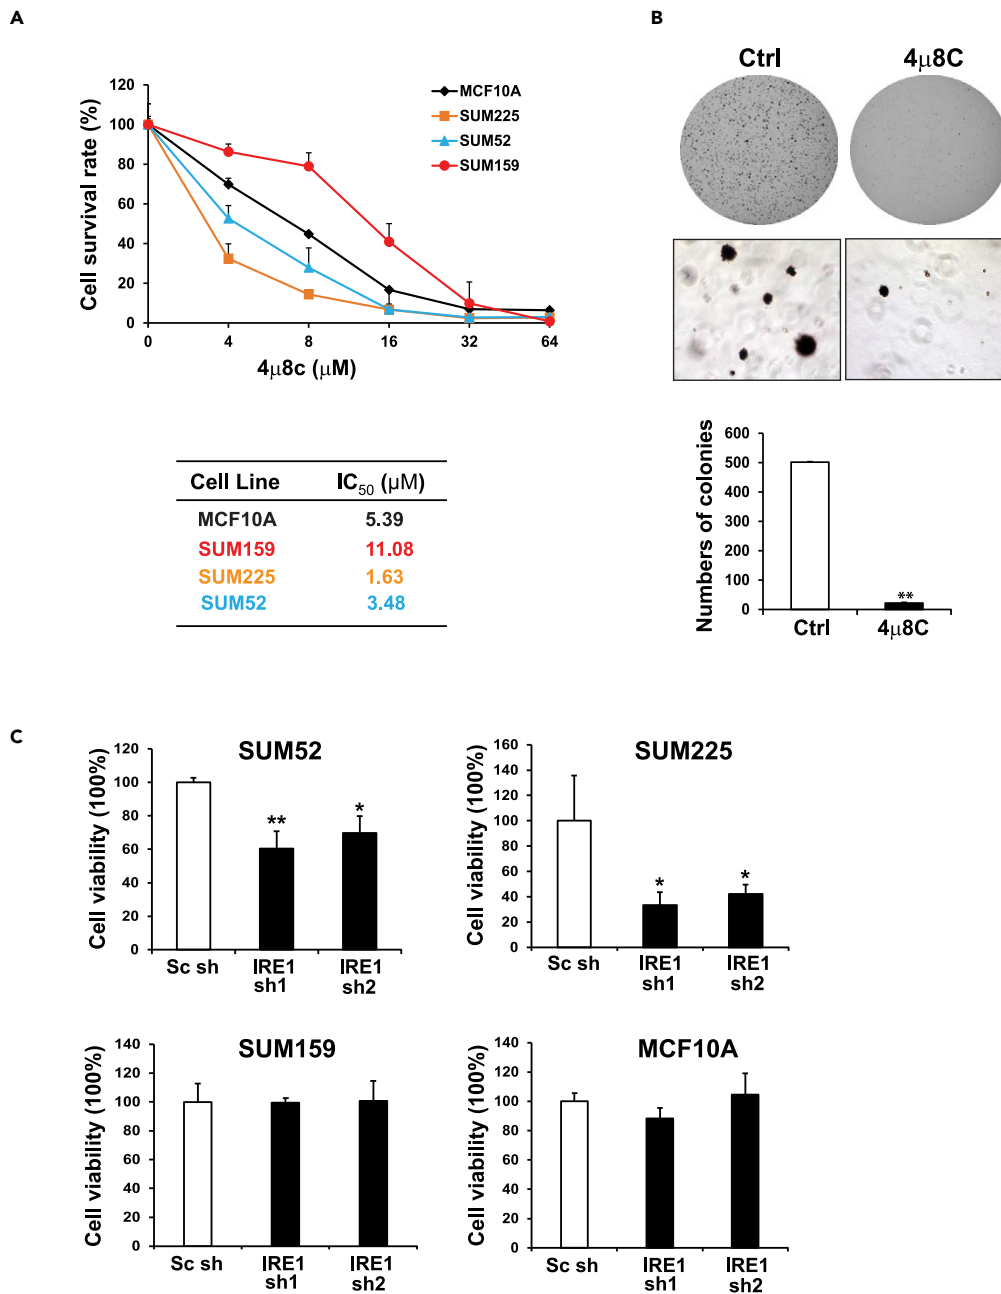 A
120
100
80
60
40
20
0
Cell survival rate (%)
MCF10A
SUM225
SUM52
SUM159
0 4 8 16 32 64
4μ8c (μM)
Cell Line IC50 (μM)
MCF10A 5.39
SUM159 11.08
SUM225 1.63
SUM52 3.48
B
Ctrl 4μ8C
600
500
400
300
200
100
0
Numbers of colonies
**
Ctrl 4μ8C
C
SUM52
120
100
80
60
40
20
0
Cell viability (100%)
** *
Sc sh IRE1 IRE1
sh1 sh2
SUM225
160
140
120
100
80
60
40
20
0
Cell viability (100%)
* *
Sc sh IRE1 IRE1
sh1 sh2
SUM159
140
120
100
80
60
40
20
0
Cell viability (100%)
Sc sh IRE1 IRE1
sh1 sh2
MCF10A
140
120
100
80
60
40
20
0
Cell viability (100%)
Sc sh IRE1 IRE1
sh1 sh2